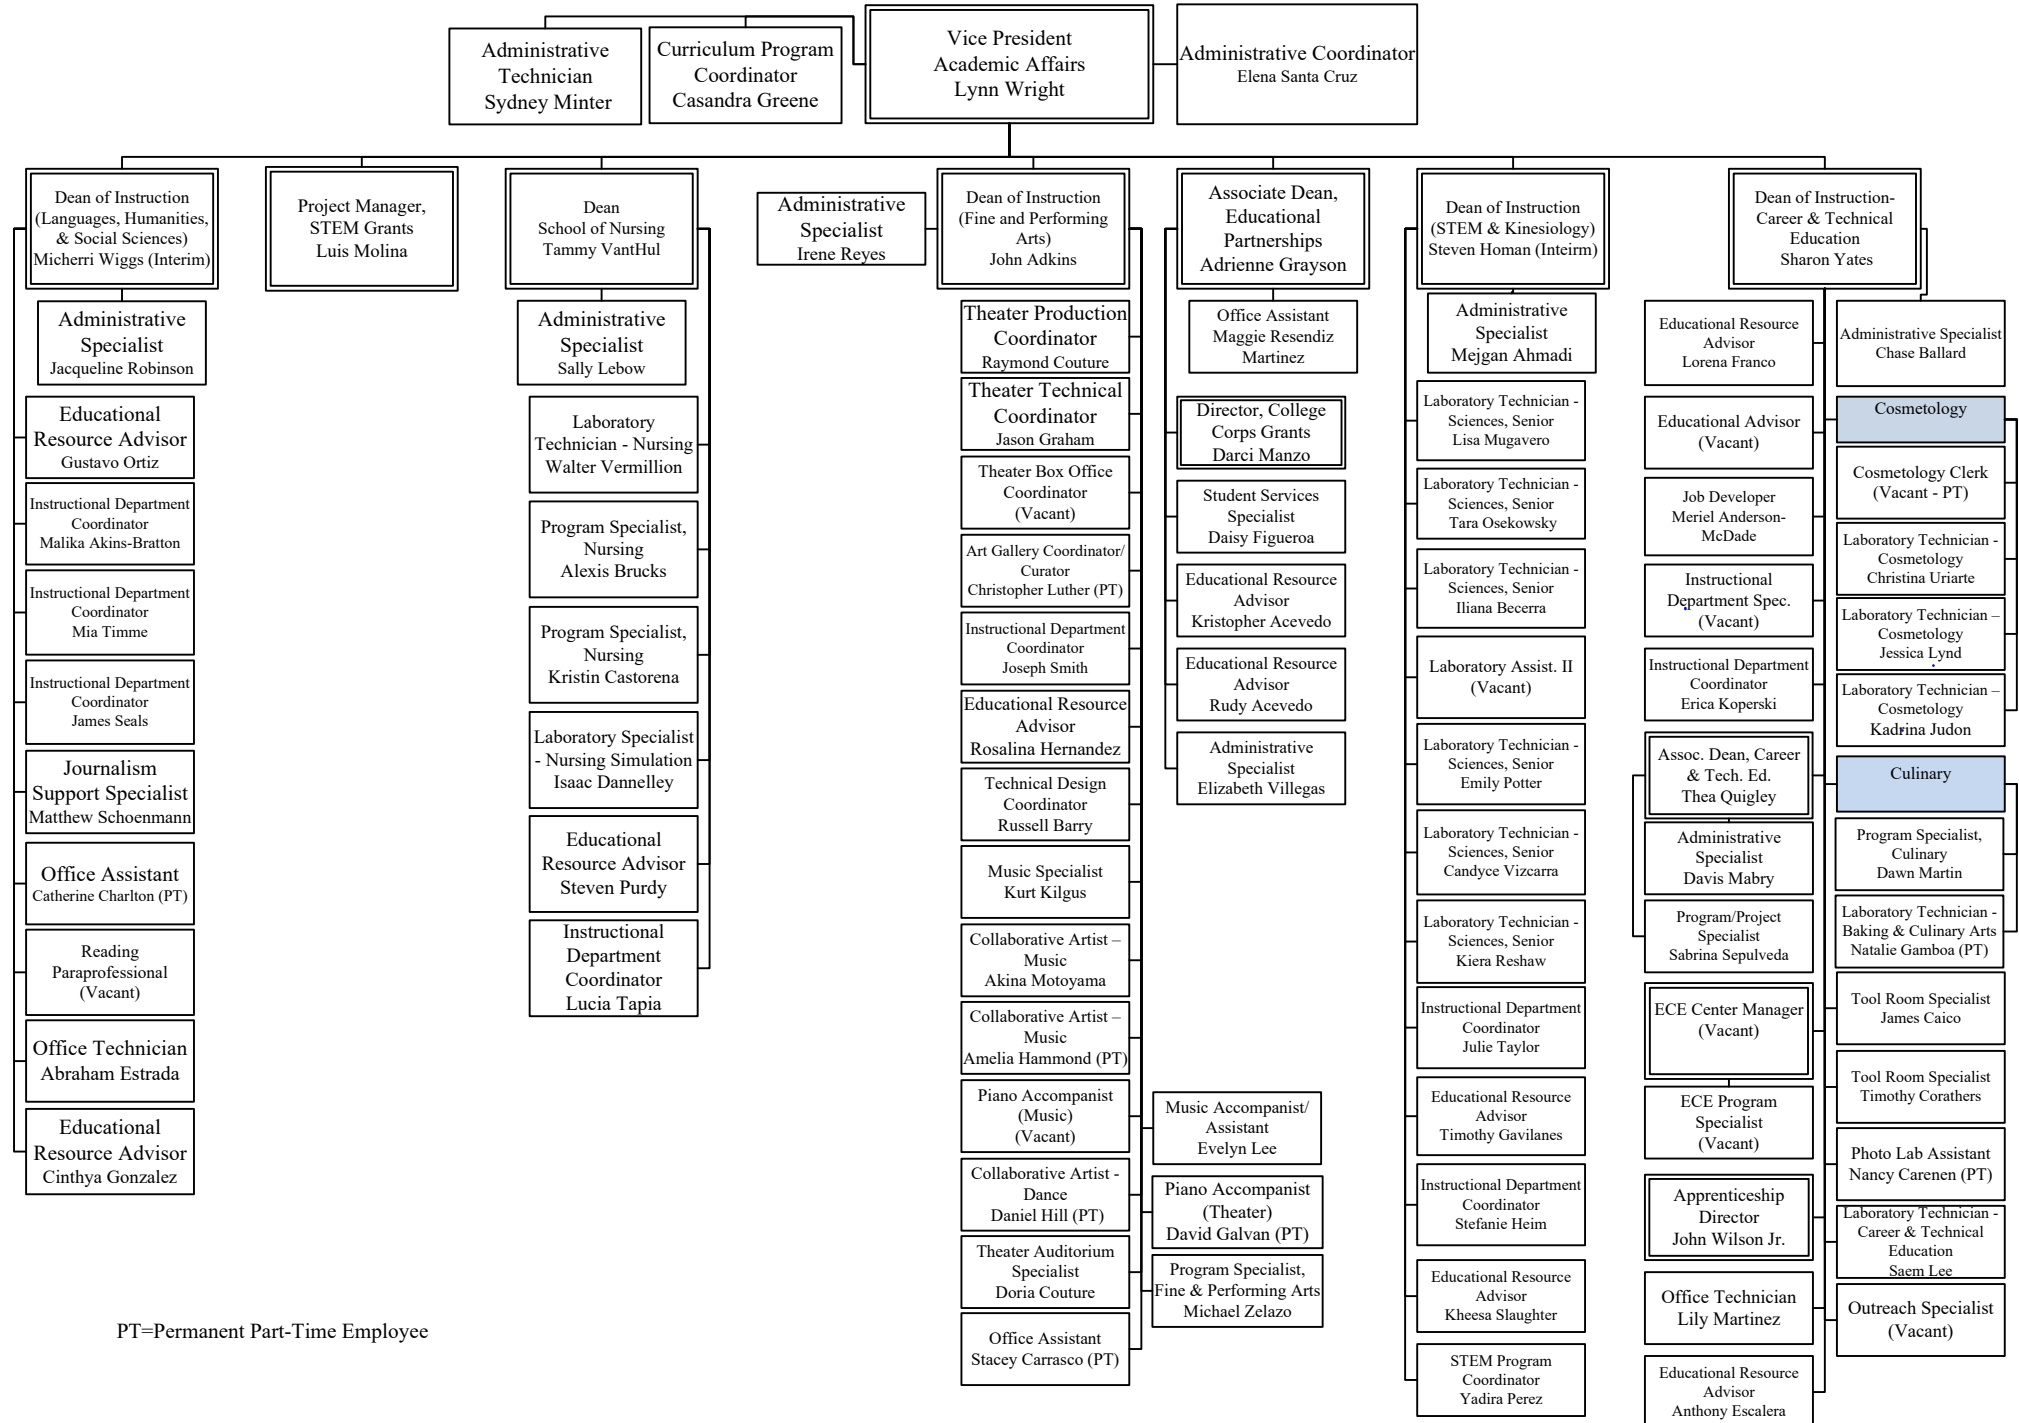 Administrative
Technician
Sydney Minter
Curriculum Program
Coordinator
Casandra Greene
Vice President
Academic Affairs
Lynn Wright
Administrative Coordinator
Elena Santa Cruz
Dean of Instruction
(Languages, Humanities,
& Social Sciences)
Micherri Wiggs (Interim)
Administrative
Specialist
Jacqueline Robinson
Educational
Resource Advisor
Gustavo Ortiz
Instructional Department
Coordinator
Malika Akins-Bratton
Instructional Department
Coordinator
Mia Timme
Instructional Department
Coordinator
James Seals
Journalism
Support Specialist
Matthew Schoenmann
Office Assistant
Catherine Charlton (PT)
Reading
Paraprofessional
(Vacant)
Office Technician
Abraham Estrada
Educational
Resource Advisor
Cinthya Gonzalez
Project Manager,
STEM Grants
Luis Molina
Dean
School of Nursing
Tammy VantHul
Administrative
Specialist
Sally Lebow
Laboratory
Technician - Nursing
Walter Vermillion
Program Specialist,
Nursing
Alexis Brucks
Program Specialist,
Nursing
Kristin Castorena
Laboratory Specialist
- Nursing Simulation
Isaac Dannelley
Educational
Resource Advisor
Steven Purdy
Instructional
Department
Coordinator
Lucia Tapia
Administrative
Specialist
Irene Reyes
Dean of Instruction
(Fine and Performing
Arts)
John Adkins
Theater Production
Coordinator
Raymond Couture
Theater Technical
Coordinator
Jason Graham
Theater Box Office
Coordinator
(Vacant)
Art Gallery Coordinator/
Curator
Christopher Luther (PT)
Instructional Department
Coordinator
Joseph Smith
Educational Resource
Advisor
Rosalina Hernandez
Technical Design
Coordinator
Russell Barry
Music Specialist
Kurt Kilgus
Collaborative Artist –
Music
Akina Motoyama
Collaborative Artist –
Music
Amelia Hammond (PT)
Piano Accompanist
(Music)
(Vacant)
Collaborative Artist -
Dance
Daniel Hill (PT)
Theater Auditorium
Specialist
Doria Couture
Office Assistant
Stacey Carrasco (PT)
Music Accompanist/
Assistant
Evelyn Lee
Piano Accompanist
(Theater)
David Galvan (PT)
Program Specialist,
Fine & Performing Arts
Michael Zelazo
Associate Dean,
Educational
Partnerships
Adrienne Grayson
Office Assistant
Maggie Resendiz
Martinez
Director, College
Corps Grants
Darci Manzo
Student Services
Specialist
Daisy Figueroa
Educational Resource
Advisor
Kristopher Acevedo
Educational Resource
Advisor
Rudy Acevedo
Administrative
Specialist
Elizabeth Villegas
Dean of Instruction
(STEM & Kinesiology)
Steven Homan (Inteirm)
Administrative
Specialist
Mejgan Ahmadi
Laboratory Technician -
Sciences, Senior
Lisa Mugavero
Laboratory Technician -
Sciences, Senior
Tara Osekowsky
Laboratory Technician -
Sciences, Senior
Iliana Becerra
Laboratory Assist. II
(Vacant)
Laboratory Technician -
Sciences, Senior
Emily Potter
Laboratory Technician -
Sciences, Senior
Candyce Vizcarra
Laboratory Technician -
Sciences, Senior
Kiera Reshaw
Instructional Department
Coordinator
Julie Taylor
Educational Resource
Advisor
Timothy Gavilanes
Instructional Department
Coordinator
Stefanie Heim
Educational Resource
Advisor
Kheesa Slaughter
STEM Program
Coordinator
Yadira Perez
Dean of Instruction-
Career & Technical
Education
Sharon Yates
Educational Resource
Advisor
Lorena Franco
Educational Advisor
(Vacant)
Job Developer
Meriel Anderson-
McDade
Instructional
Department Spec.
(Vacant)
Instructional Department
Coordinator
Erica Koperski
Assoc. Dean, Career
& Tech. Ed.
Thea Quigley
Administrative
Specialist
Davis Mabry
Program/Project
Specialist
Sabrina Sepulveda
ECE Center Manager
(Vacant)
ECE Program
Specialist
(Vacant)
Apprenticeship
Director
John Wilson Jr.
Office Technician
Lily Martinez
Educational Resource
Advisor
Anthony Escalera
Administrative Specialist
Chase Ballard
Cosmetology
Cosmetology Clerk
(Vacant - PT)
Laboratory Technician -
Cosmetology
Christina Uriarte
Laboratory Technician –
Cosmetology
Jessica Lynd
Laboratory Technician –
Cosmetology
Kadrina Judon
Culinary
Program Specialist,
Culinary
Dawn Martin
Laboratory Technician -
Baking & Culinary Arts
Natalie Gamboa (PT)
Tool Room Specialist
James Caico
Tool Room Specialist
Timothy Corathers
Photo Lab Assistant
Nancy Carenen (PT)
Laboratory Technician -
Career & Technical
Education
Saem Lee
Outreach Specialist
(Vacant)
PT=Permanent Part-Time Employee